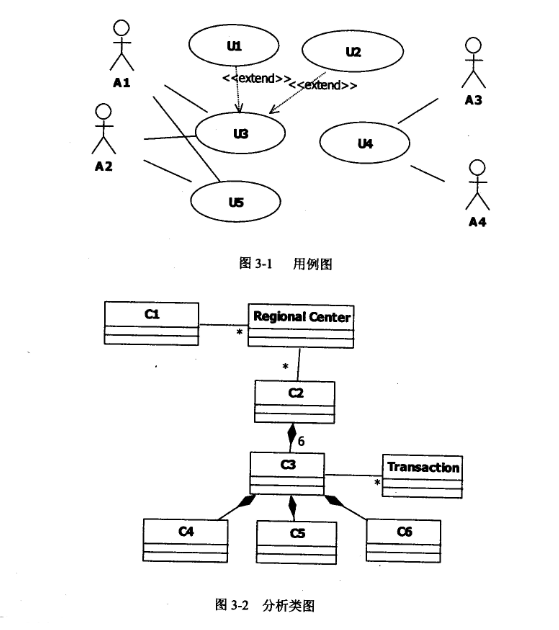 U1
U2
<<extend>>
<<extend>>
A1
A3
U3
U4
A2
U5
A4
图 3-1 用例图
C1
Regional Center
*
*
C2
6
C3
Transaction
*
C4
C5
C6
图 3-2 分析类图